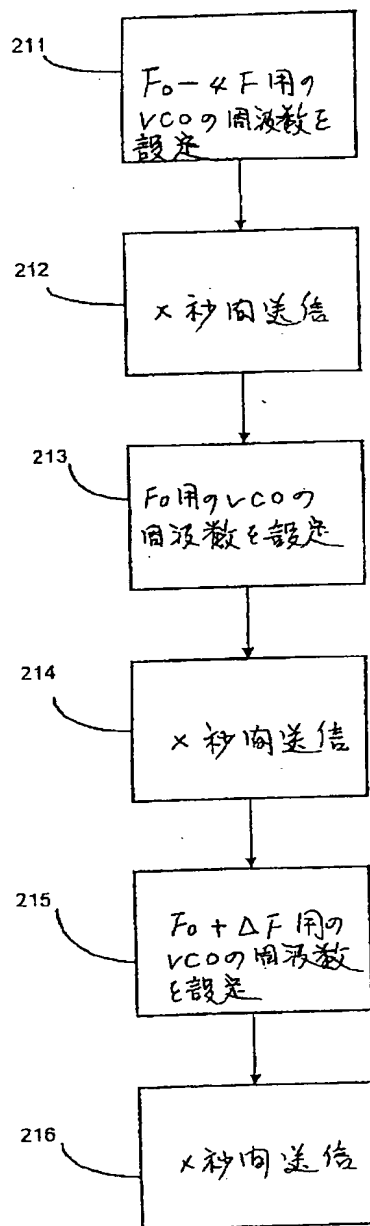 211
F₀-ΔF用の
VCOの周波数を
設定
212
x秒間送信
213
F₀用のVCOの
周波数を設定
214
x秒間送信
215
F₀+ΔF用の
VCOの周波数
を設定
216
x秒間送信